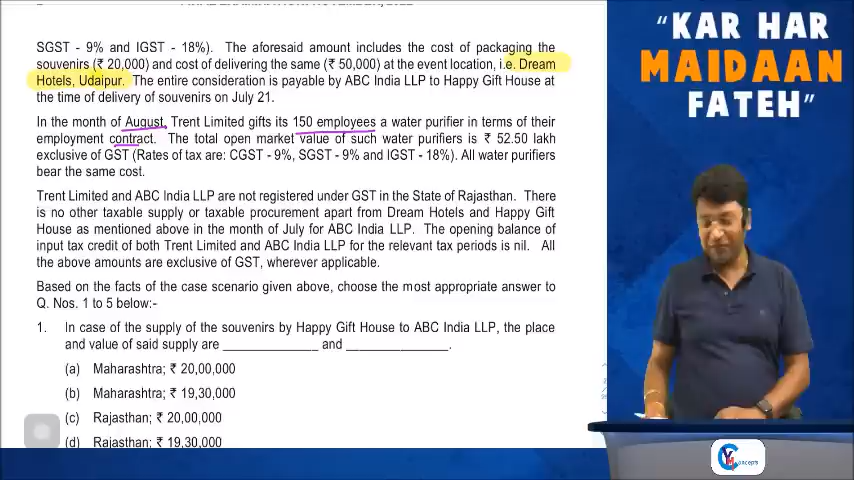 SGST - 9% and IGST - 18%). The aforesaid amount includes the cost of packaging the
souvenirs (₹ 20,000) and cost of delivering the same (₹ 50,000) at the event location, i.e. Dream
Hotels, Udaipur. The entire consideration is payable by ABC India LLP to Happy Gift House at
the time of delivery of souvenirs on July 21.
In the month of August, Trent Limited gifts its 150 employees a water purifier in terms of their
employment contract. The total open market value of such water purifiers is ₹ 52.50 lakh
exclusive of GST (Rates of tax are: CGST - 9%, SGST - 9% and IGST - 18%). All water purifiers
bear the same cost.
Trent Limited and ABC India LLP are not registered under GST in the State of Rajasthan. There
is no other taxable supply or taxable procurement apart from Dream Hotels and Happy Gift
House as mentioned above in the month of July for ABC India LLP. The opening balance of
input tax credit of both Trent Limited and ABC India LLP for the relevant tax periods is nil. All
the above amounts are exclusive of GST, wherever applicable.
Based on the facts of the case scenario given above, choose the most appropriate answer to
Q. Nos. 1 to 5 below:-
1. In case of the supply of the souvenirs by Happy Gift House to ABC India LLP, the place
and value of said supply are ______________ and _______________.
(a) Maharashtra; ₹ 20,00,000
(b) Maharashtra; ₹ 19,30,000
(c) Rajasthan; ₹ 20,00,000
(d) Rajasthan; ₹ 19,30,000
"KAR HAR
MAIDAAN
FATEH"